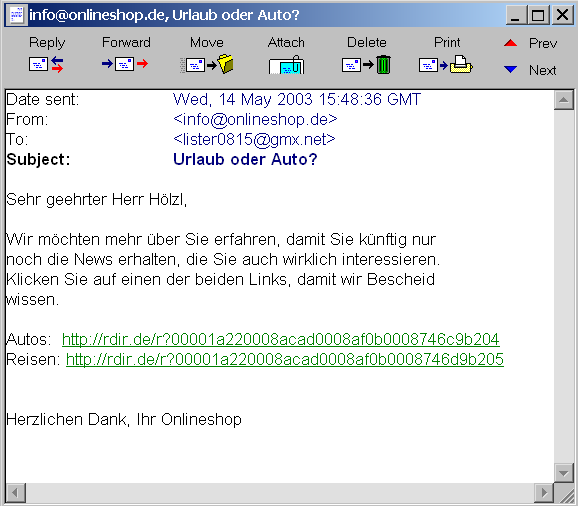 info@onlineshop.de, Urlaub oder Auto?
Reply Forward Move Attach Delete Print Prev
Next
Date sent: Wed, 14 May 2003 15:48:36 GMT
From: <info@onlineshop.de>
To: <lister0815@gmx.net>
Subject: Urlaub oder Auto?
Sehr geehrter Herr Hölzl,
Wir möchten mehr über Sie erfahren, damit Sie künftig nur
noch die News erhalten, die Sie auch wirklich interessieren.
Klicken Sie auf einen der beiden Links, damit wir Bescheid
wissen.
Autos: http://rdir.de/r?00001a220008acad0008af0b0008746c9b204
Reisen: http://rdir.de/r?00001a220008acad0008af0b0008746d9b205
Herzlichen Dank, Ihr Onlineshop